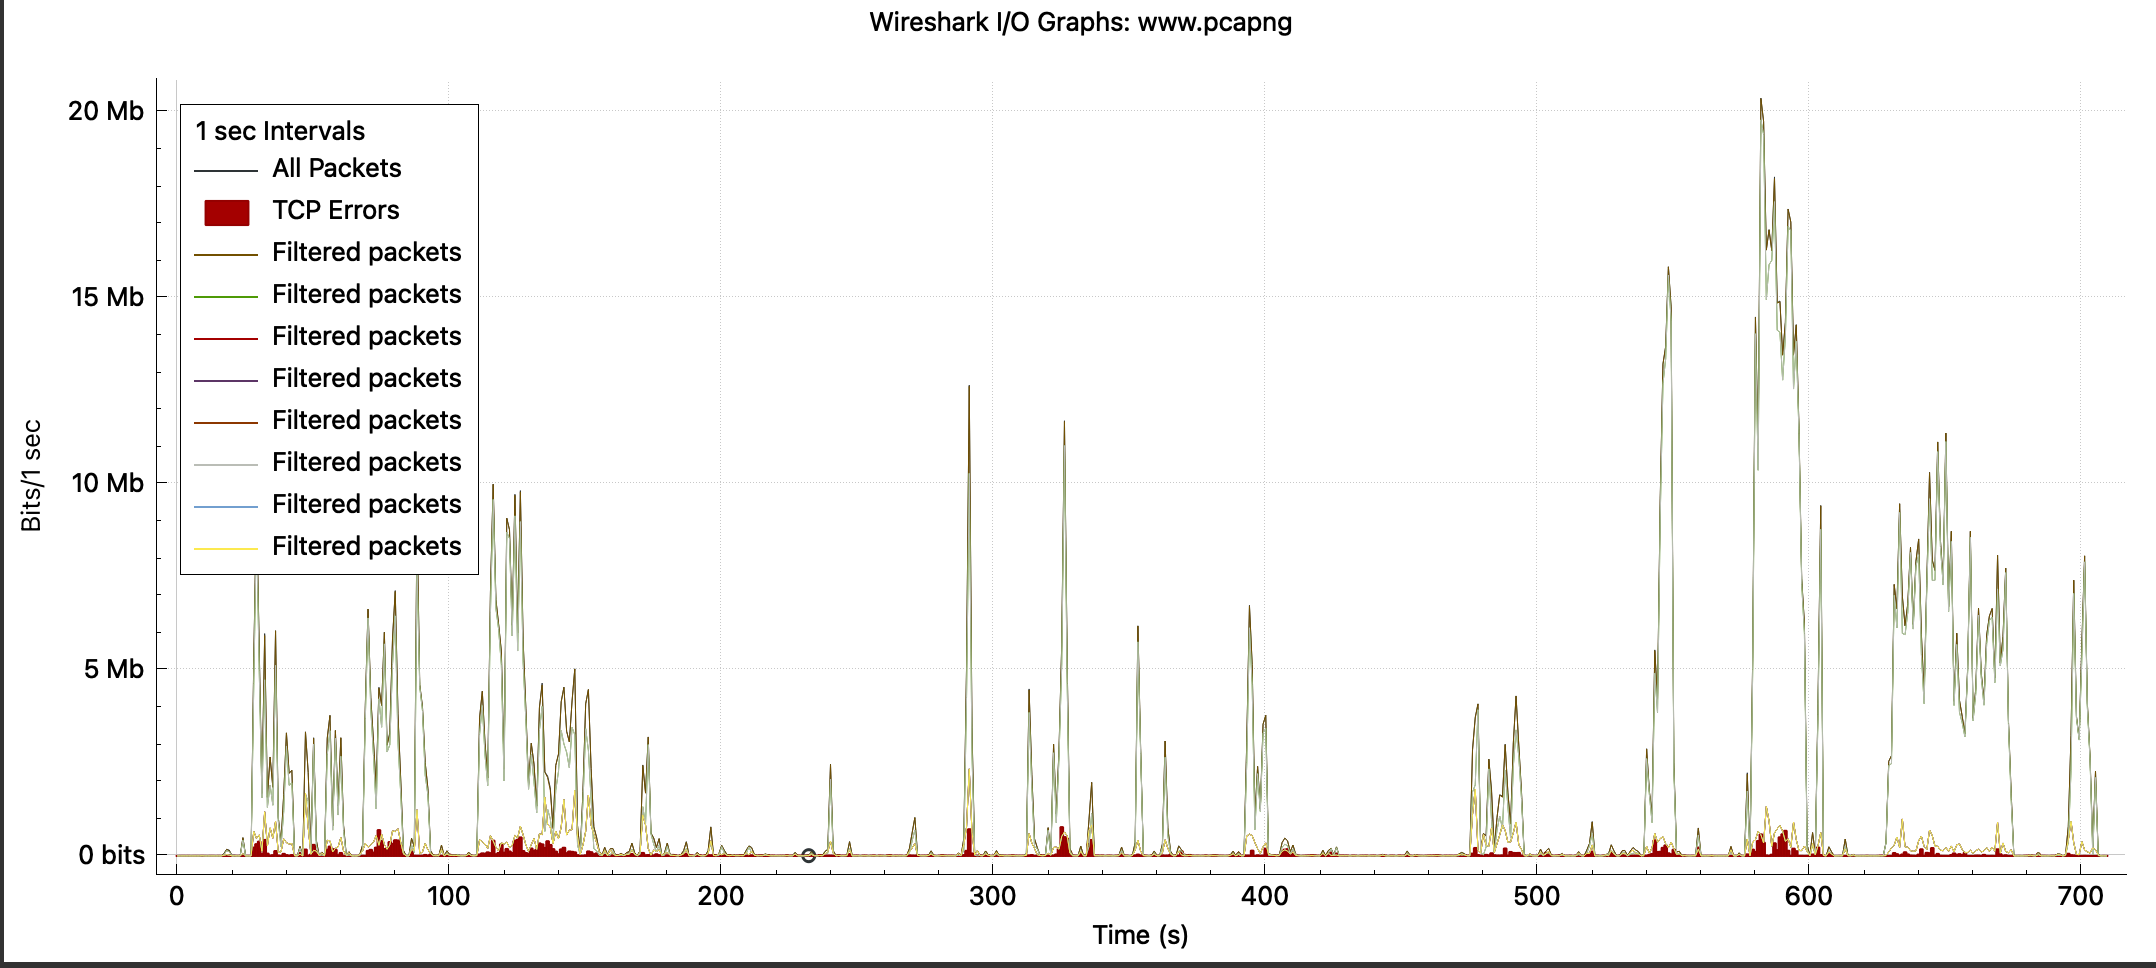 Wireshark I/O Graphs: www.pcapng
20 Mb
15 Mb
10 Mb
5 Mb
0 bits
Bits/1 sec
1 sec Intervals
All Packets
TCP Errors
Filtered packets
Filtered packets
Filtered packets
Filtered packets
Filtered packets
Filtered packets
Filtered packets
Filtered packets
0 100 200 300 400 500 600 700
Time (s)